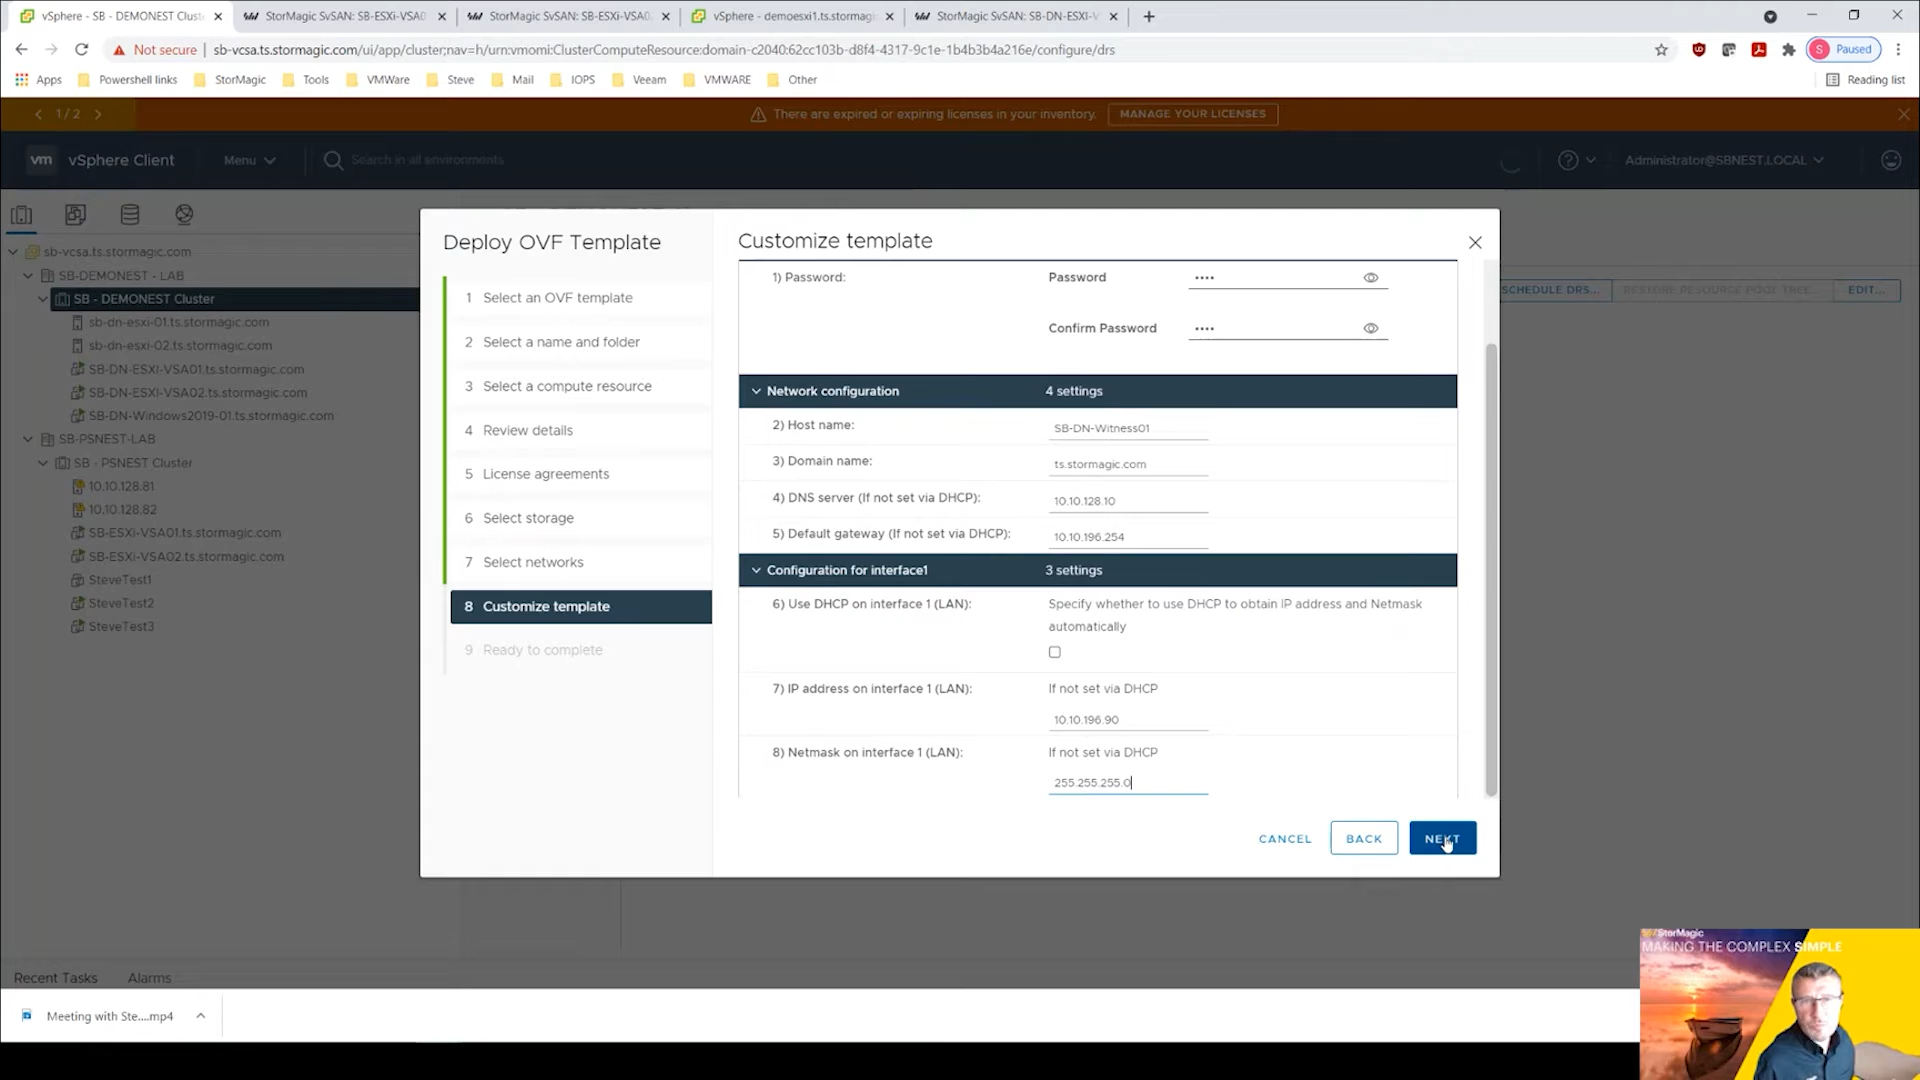 vSphere - SB - DEMONEST Cluste
StorMagic SvSAN: SB-ESXi-VSA0
StorMagic SvSAN: SB-ESXi-VSA0
vSphere - demoesxi1.ts.stormagic
StorMagic SvSAN: SB-DN-ESXI-V
Not secure
sb-vcsa.ts.stormagic.com/ui/app/cluster;nav=h/urn:vmomi:ClusterComputeResource:domain-c2040:62cc103b-d8f4-4317-9c1e-1b4b3b4a216e/configure/drs
S Paused
Apps
Powershell links
StorMagic
Tools
VMWare
Steve
Mail
IOPS
Veeam
VMWARE
Other
Reading list
1 / 2
There are expired or expiring licenses in your inventory.
MANAGE YOUR LICENSES
vm vSphere Client
Menu
Search in all environments
Administrator@SBNEST.LOCAL
sb-vcsa.ts.stormagic.com
SB-DEMONEST - LAB
SB - DEMONEST Cluster
sb-dn-esxi-01.ts.stormagic.com
sb-dn-esxi-02.ts.stormagic.com
SB-DN-ESXI-VSA01.ts.stormagic.com
SB-DN-ESXI-VSA02.ts.stormagic.com
SB-DN-Windows2019-01.ts.stormagic.com
SB-PSNEST-LAB
SB - PSNEST Cluster
10.10.128.81
10.10.128.82
SB-ESXi-VSA01.ts.stormagic.com
SB-ESXi-VSA02.ts.stormagic.com
SteveTest1
SteveTest2
SteveTest3
SCHEDULE DRS...
RESTORE RESOURCE POOL TREE...
EDIT...
Deploy OVF Template
1 Select an OVF template
2 Select a name and folder
3 Select a compute resource
4 Review details
5 License agreements
6 Select storage
7 Select networks
8 Customize template
9 Ready to complete
Customize template
1) Password:
Password
••••
Confirm Password
••••
Network configuration
4 settings
2) Host name:
SB-DN-Witness01
3) Domain name:
ts.stormagic.com
4) DNS server (If not set via DHCP):
10.10.128.10
5) Default gateway (If not set via DHCP):
10.10.196.254
Configuration for interface1
3 settings
6) Use DHCP on interface 1 (LAN):
Specify whether to use DHCP to obtain IP address and Netmask
automatically
7) IP address on interface 1 (LAN):
If not set via DHCP
10.10.196.90
8) Netmask on interface 1 (LAN):
If not set via DHCP
255.255.255.0
CANCEL
BACK
NEXT
Recent Tasks
Alarms
Meeting with Ste....mp4
StorMagic
MAKING THE COMPLEX SIMPLE